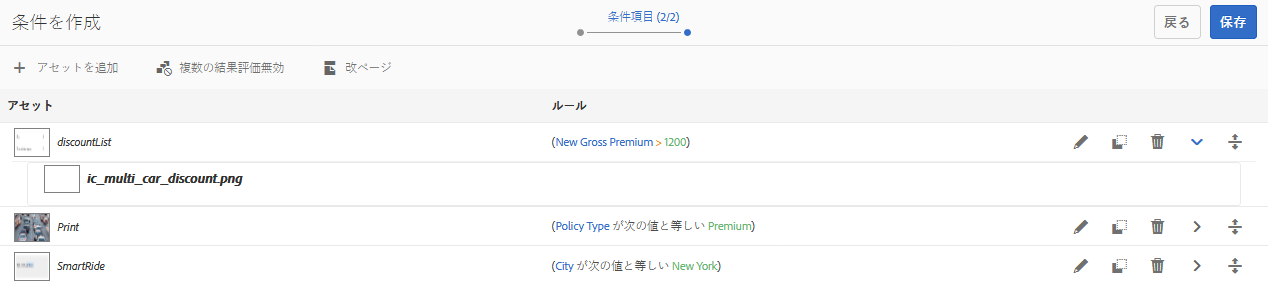 条件を作成
条件項目 (2/2)
戻る
保存
アセットを追加
複数の結果評価無効
改ページ
アセット
ルール
discountList
(New Gross Premium > 1200)
ic_multi_car_discount.png
Print
(Policy Type が次の値と等しい Premium)
SmartRide
(City が次の値と等しい New York)